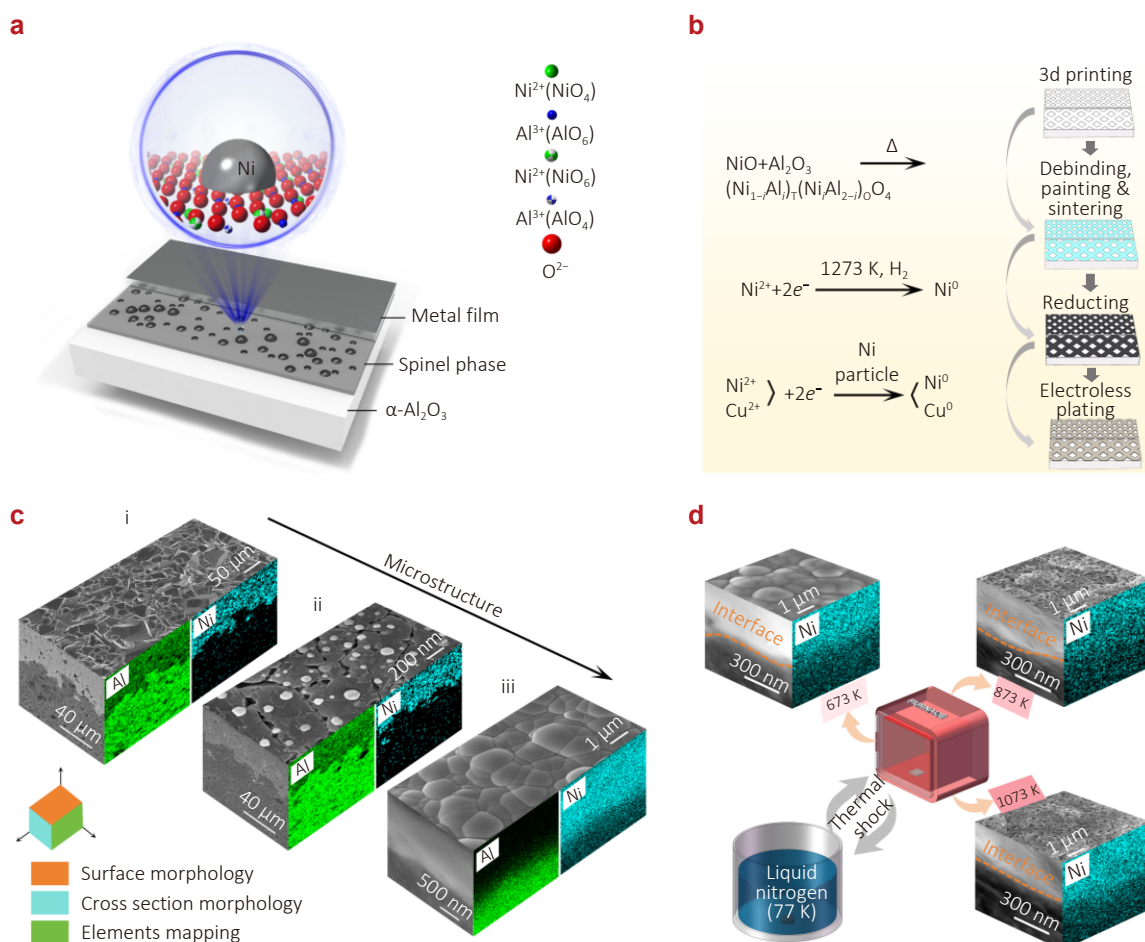 a
Ni
Ni²⁺(NiO₄)
Al³⁺(AlO₆)
Ni²⁺(NiO₆)
Al³⁺(AlO₄)
O²⁻
Metal film
Spinel phase
α-Al₂O₃
b
NiO+Al₂O₃
Δ
(Ni₁₋ᵢAlᵢ)T(NiᵢAl₂₋ᵢ)OO₄
Ni²⁺+2e⁻
1273 K, H₂
Ni⁰
Ni²⁺
Cu²⁺
+2e⁻
Ni
particle
Ni⁰
Cu⁰
3d printing
Debinding,
painting &
sintering
Reducting
Electroless
plating
c
i
50 μm
Ni
Al
40 μm
Microstructure
ii
200 nm
Ni
Al
40 μm
iii
1 μm
Ni
Al
500 nm
Surface morphology
Cross section morphology
Elements mapping
d
1 μm
Interface
Ni
300 nm
673 K
1 μm
Interface
Ni
300 nm
873 K
FURNACE
1073 K
1 μm
Interface
Ni
300 nm
Thermal
shock
Liquid
nitrogen
(77 K)